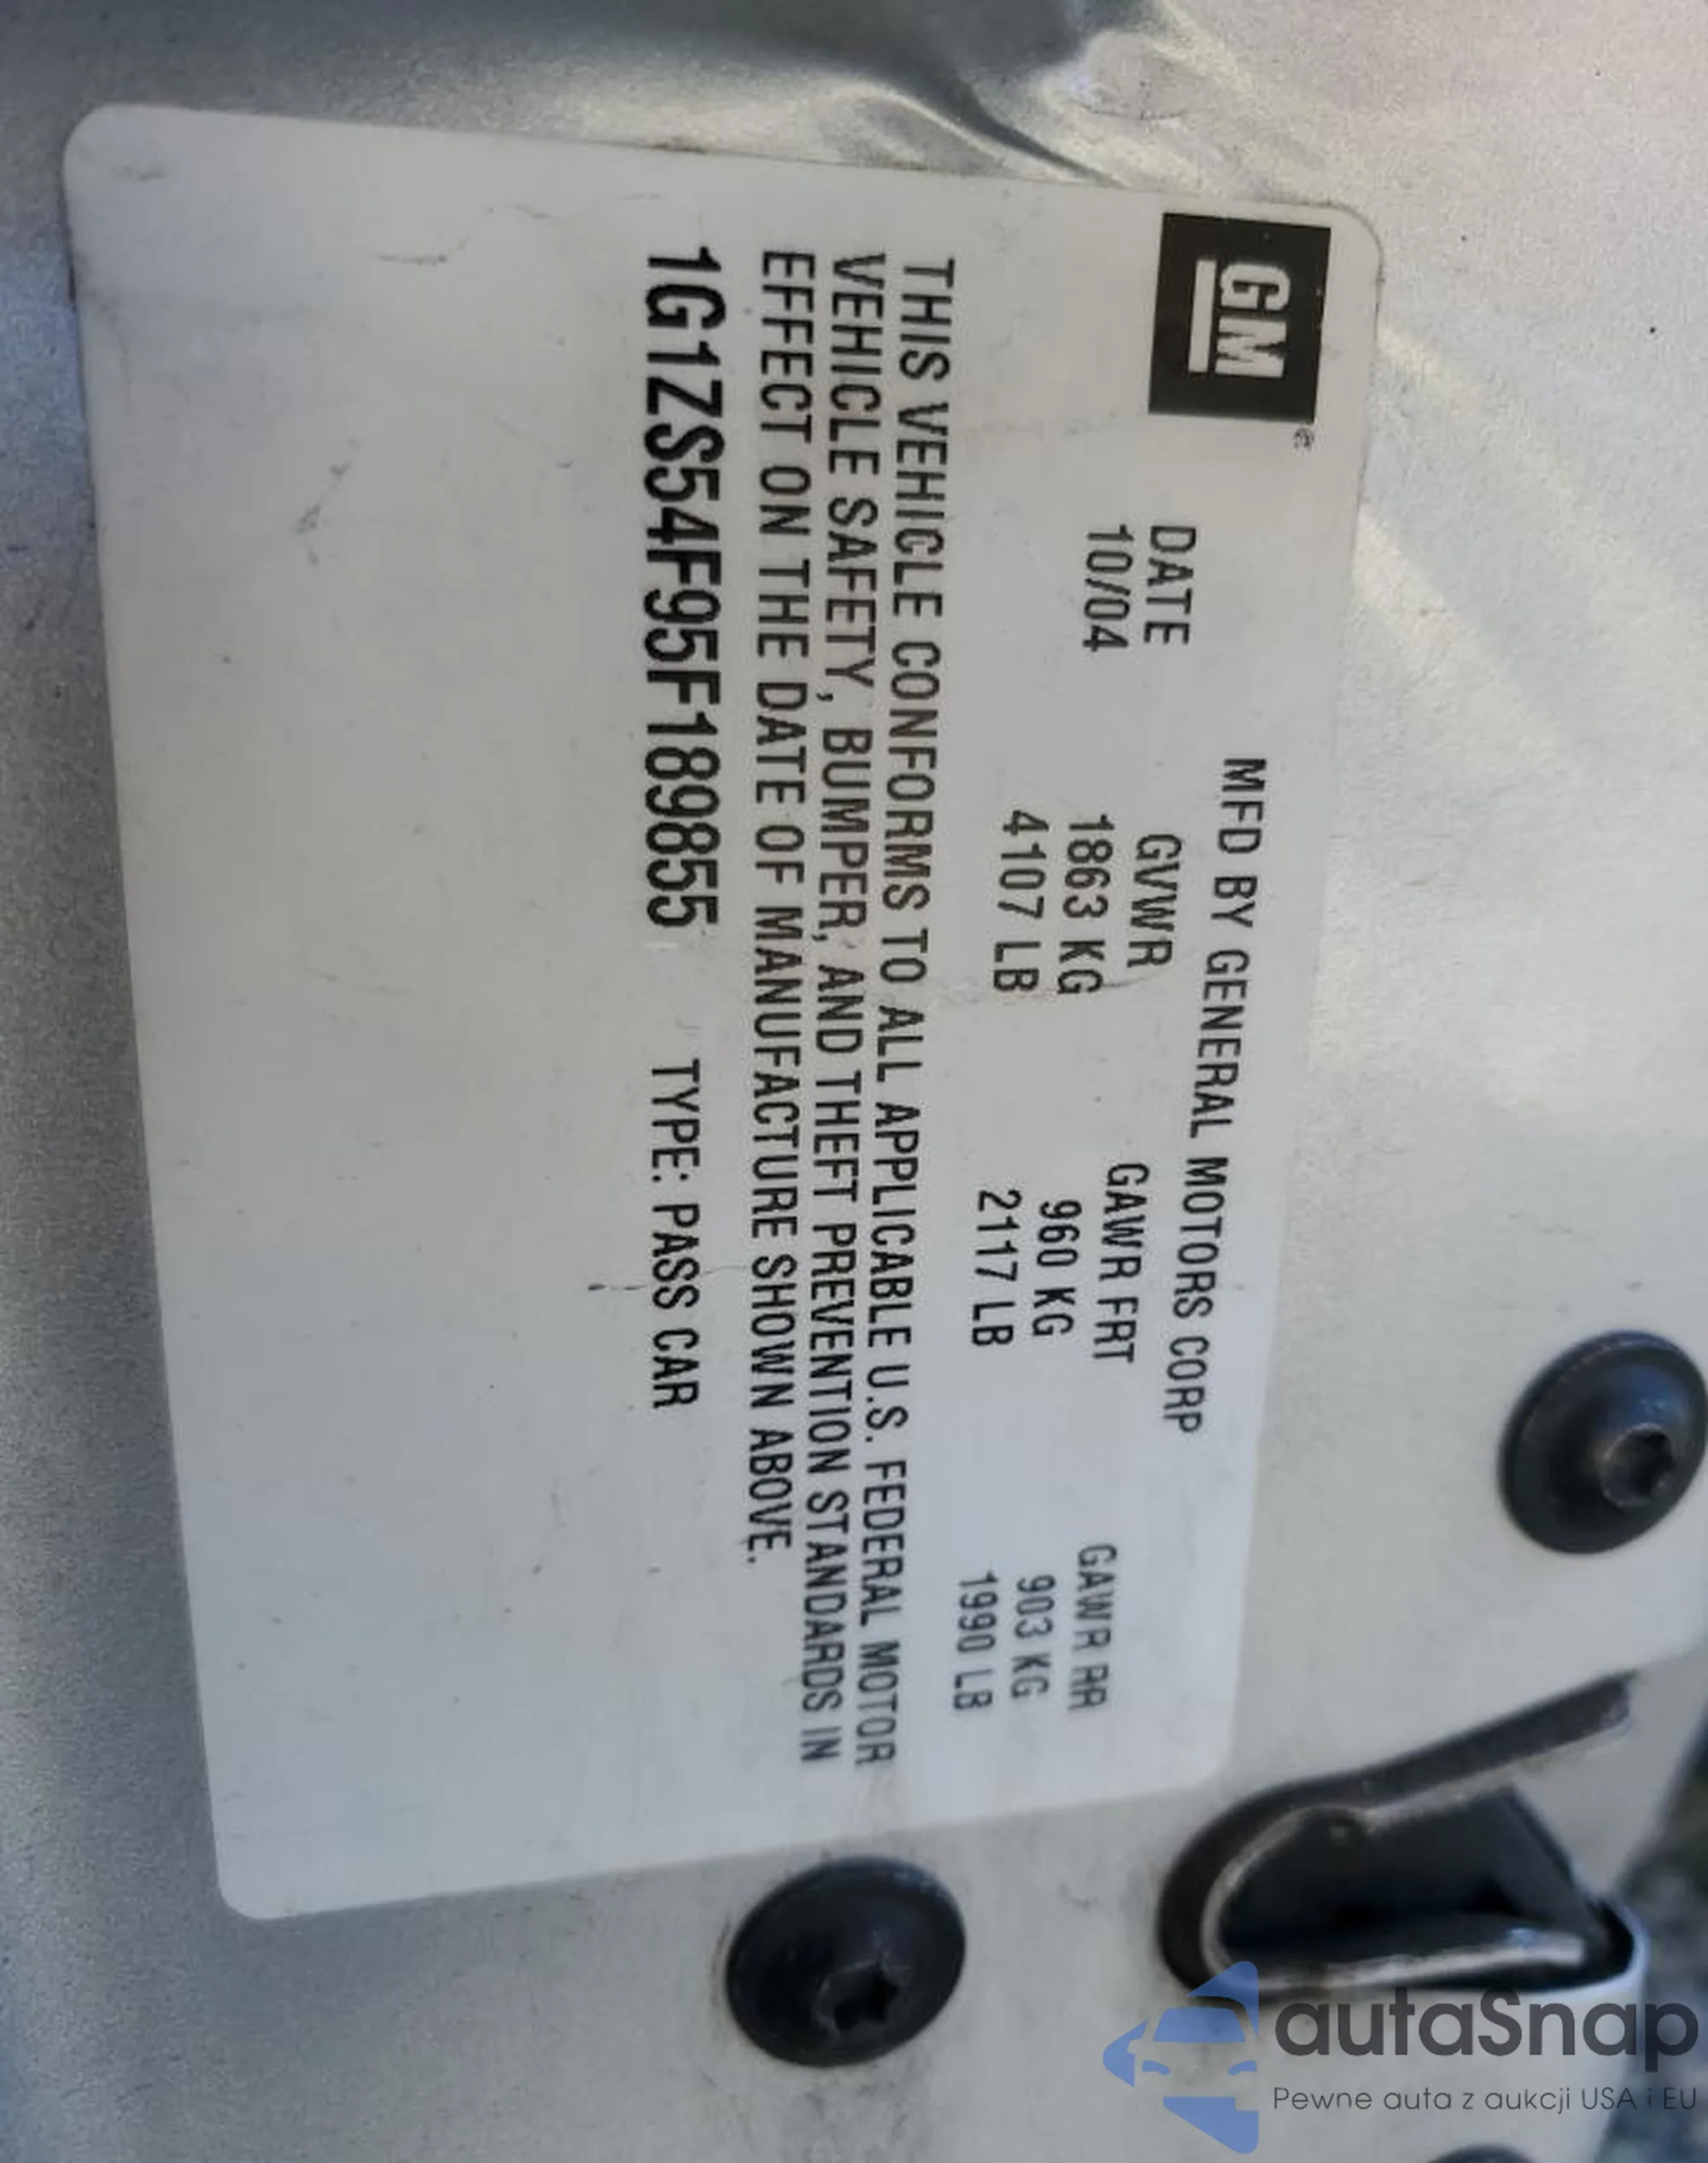 GM
MFD BY GENERAL MOTORS CORP
DATE GVWR GAWR FRT GAWR RR
10/04 1863 KG 960 KG 903 KG
4107 LB 2117 LB 1990 LB
THIS VEHICLE CONFORMS TO ALL APPLICABLE U.S. FEDERAL MOTOR
VEHICLE SAFETY, BUMPER, AND THEFT PREVENTION STANDARDS IN
EFFECT ON THE DATE OF MANUFACTURE SHOWN ABOVE.
1G1ZS54F95F189855 TYPE: PASS CAR
autaSnap
Pewne auta z aukcji USA i EU